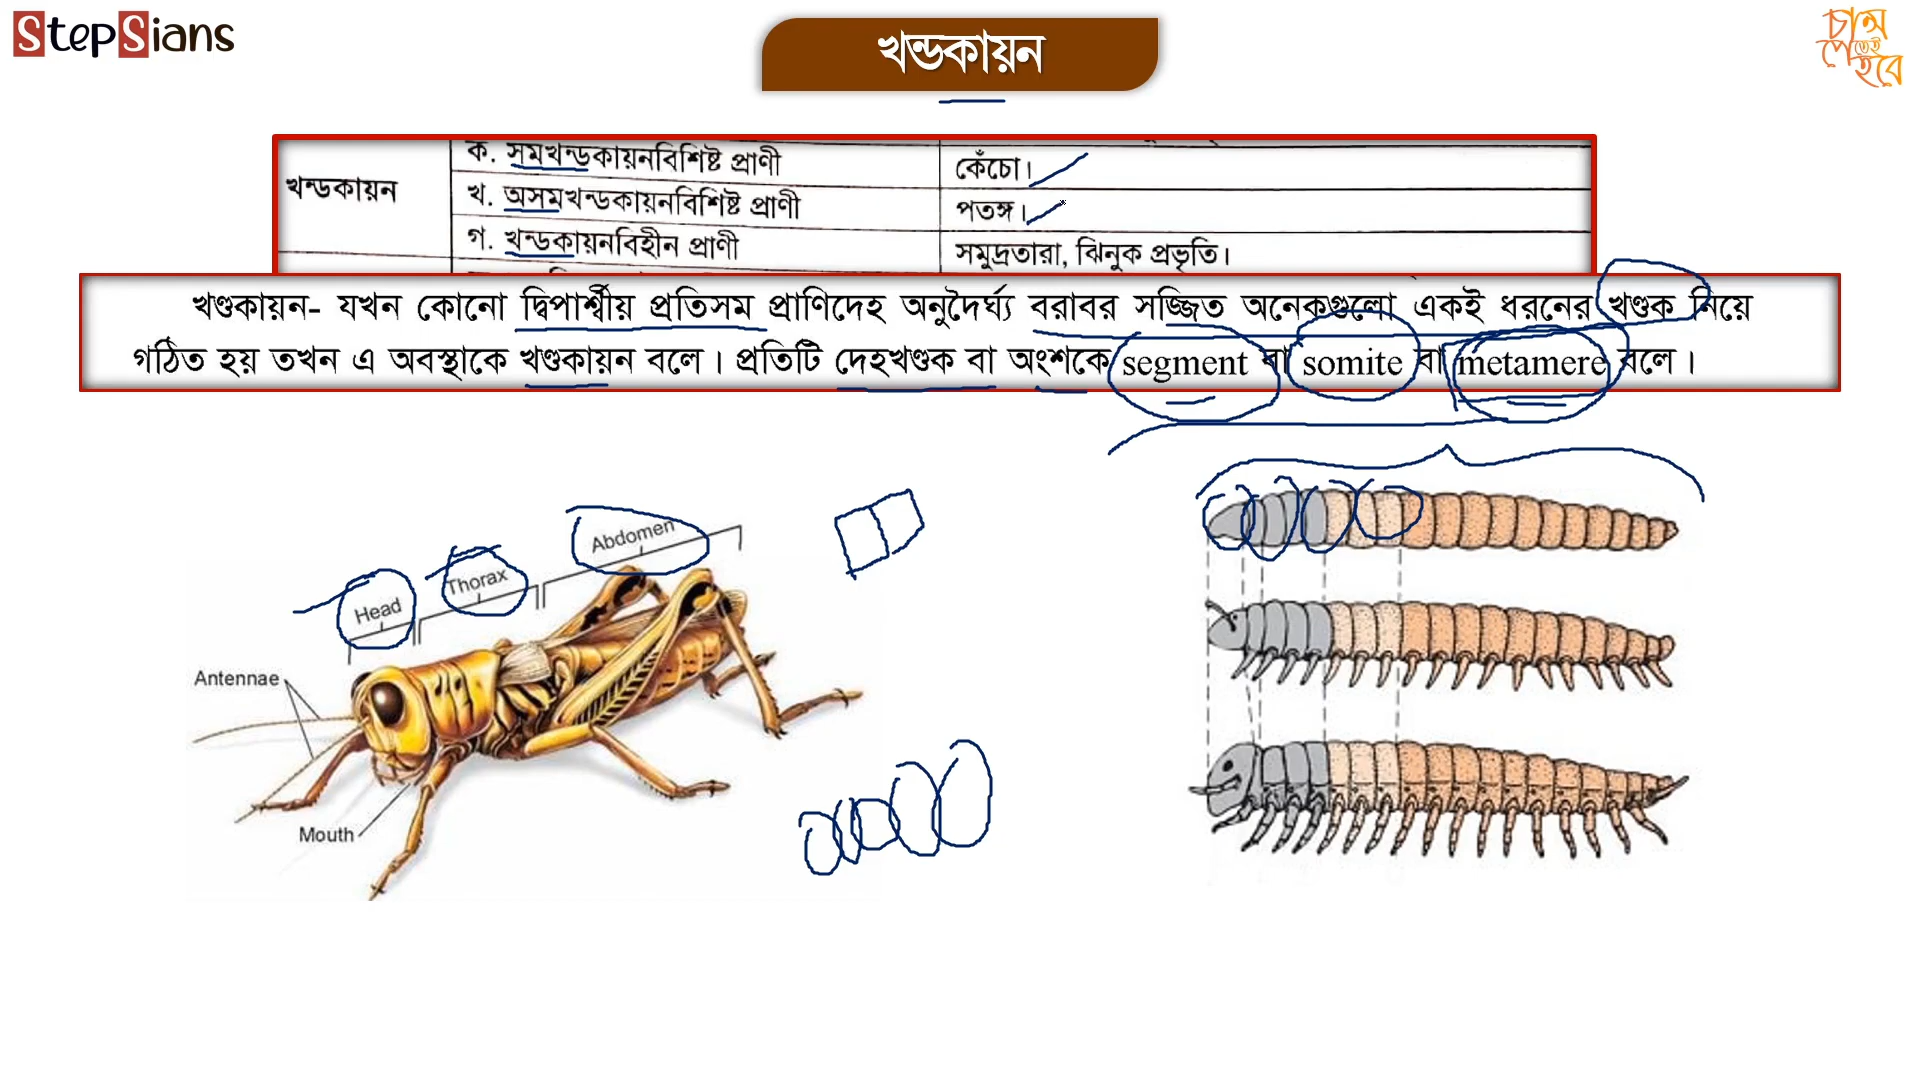 StepSians
খন্ডকায়ন
চান্স
পেতেই
হবে
ক. সমখন্ডকায়নবিশিষ্ট প্রাণী কেঁচো।
খন্ডকায়ন খ. অসমখন্ডকায়নবিশিষ্ট প্রাণী পতঙ্গ।
গ. খন্ডকায়নবিহীন প্রাণী সমুদ্রতারা, ঝিনুক প্রভৃতি।
খণ্ডকায়ন- যখন কোনো দ্বিপার্শ্বীয় প্রতিসম প্রাণিদেহ অনুদৈর্ঘ্য বরাবর সজ্জিত অনেকগুলো একই ধরনের খণ্ডক নিয়ে
গঠিত হয় তখন এ অবস্থাকে খণ্ডকায়ন বলে। প্রতিটি দেহখণ্ডক বা অংশকে segment বা somite বা metamere বলে।
Abdomen
Thorax
Head
Antennae
Mouth